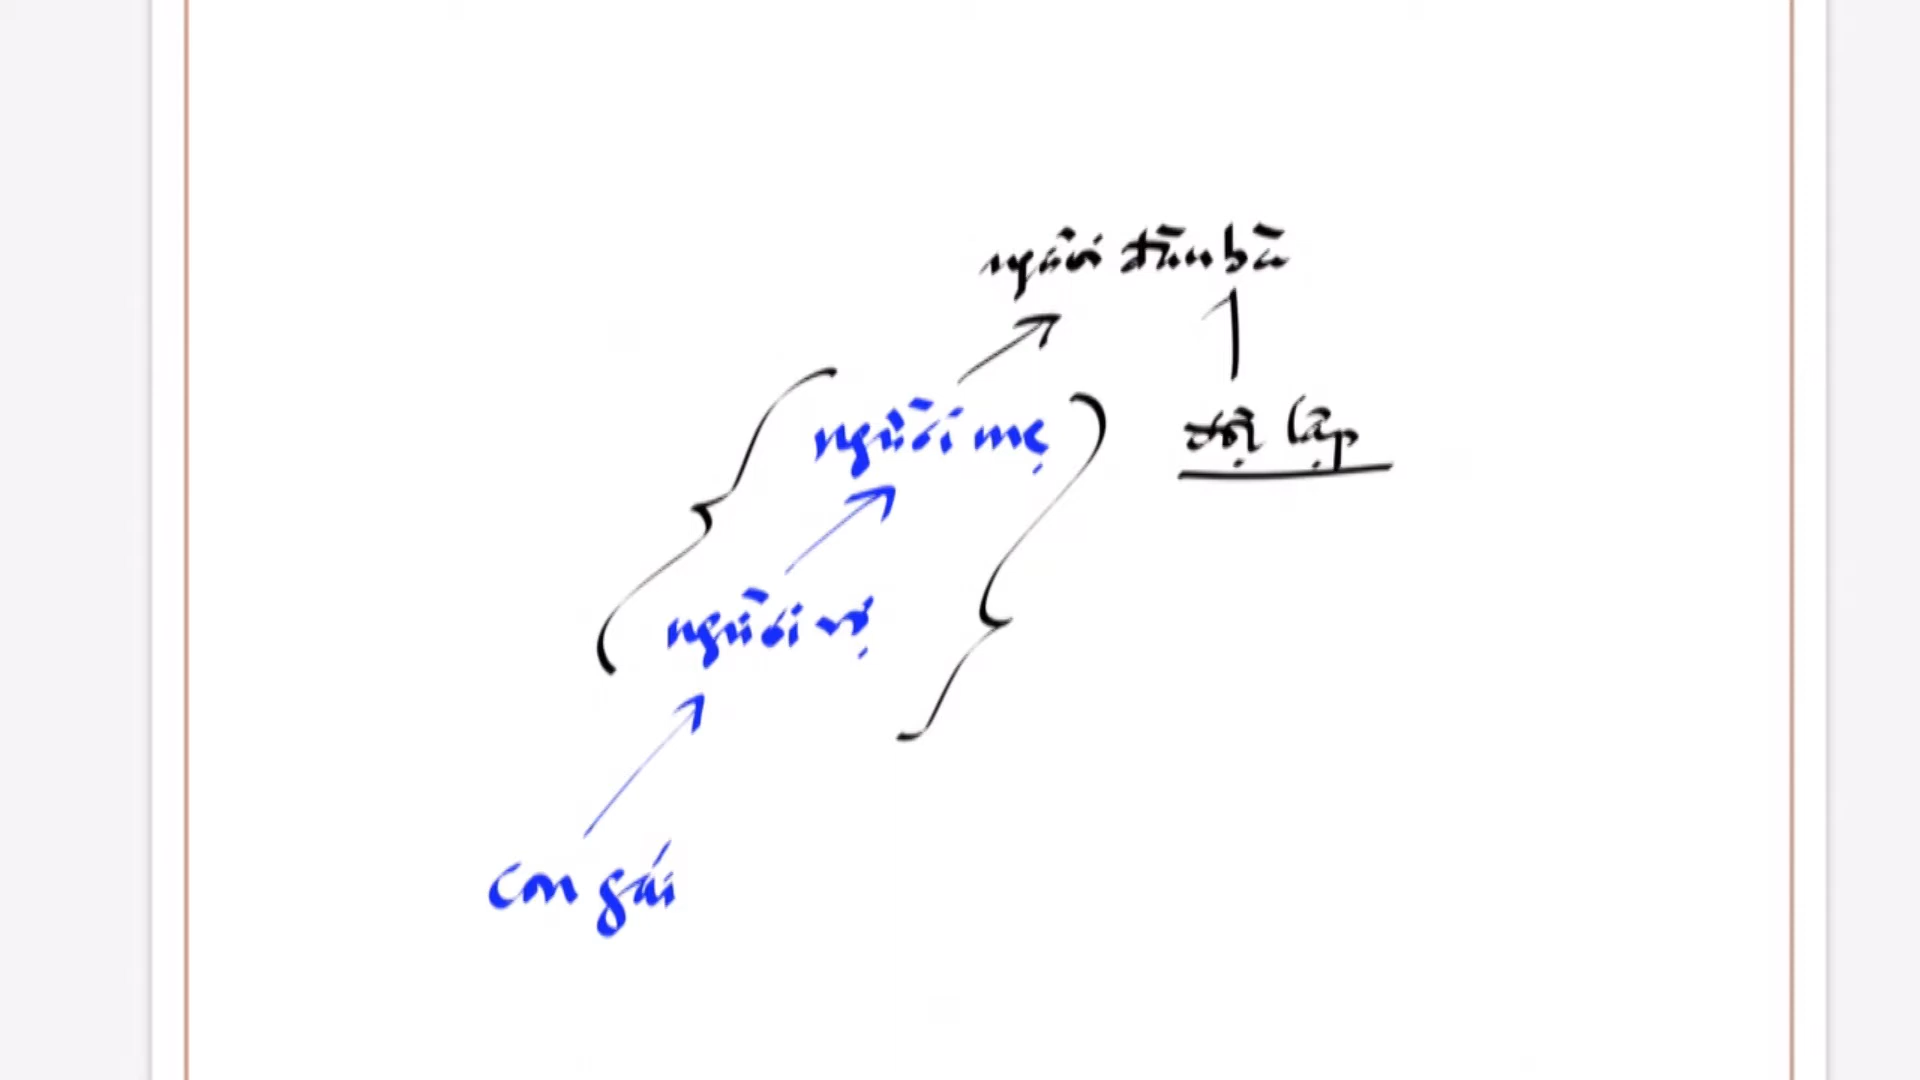 người đàn bà
người mẹ
độc lập
người vợ
con gái